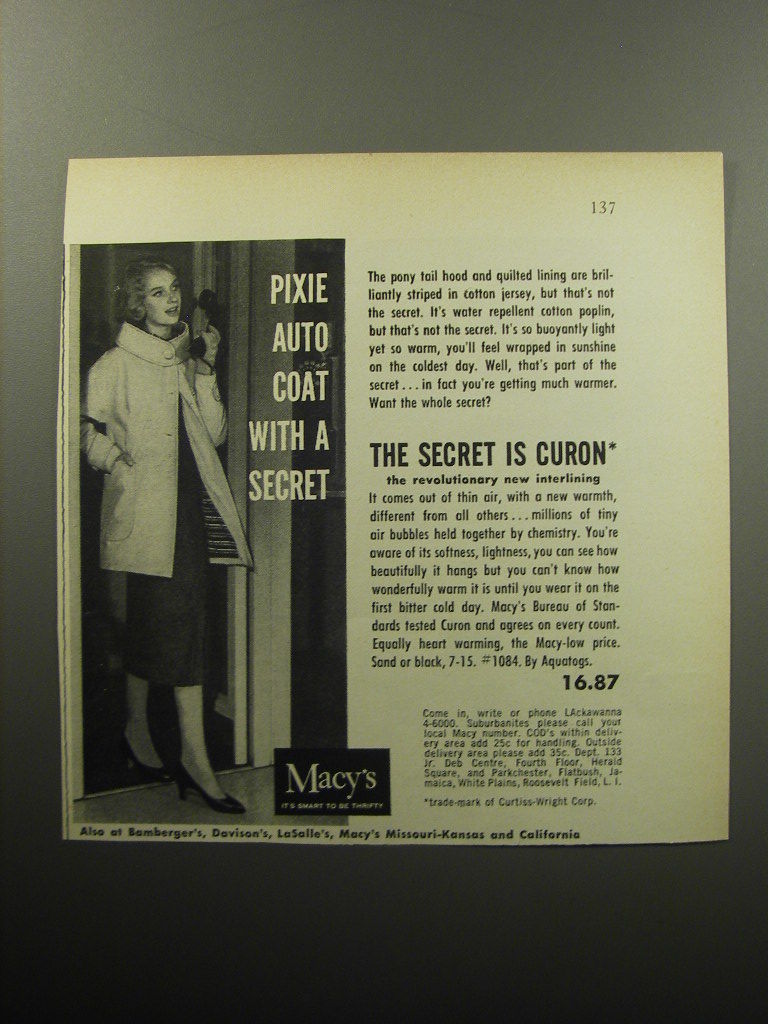 137
PIXIE
AUTO
COAT
WITH A
SECRET
The pony tail hood and quilted lining are bril-
liantly striped in cotton jersey, but that's not
the secret. It's water repellent cotton poplin,
but that's not the secret. It's so buoyantly light
yet so warm, you'll feel wrapped in sunshine
on the coldest day. Well, that's part of the
secret... in fact you're getting much warmer.
Want the whole secret?
THE SECRET IS CURON*
the revolutionary new interlining
It comes out of thin air, with a new warmth,
different from all others... millions of tiny
air bubbles held together by chemistry. You're
aware of its softness, lightness, you can see how
beautifully it hangs but you can't know how
wonderfully warm it is until you wear it on the
first bitter cold day. Macy's Bureau of Stan-
dards tested Curon and agrees on every count.
Equally heart warming, the Macy-low price.
Sand or black, 7-15. #1084. By Aquatogs.
16.87
Come in, write or phone LAckawanna
4-6000. Suburbanites please call your
local Macy number. COD's within deliv-
ery area add 25c for handling. Outside
delivery area please add 35c. Dept. 133
Jr. Deb Centre, Fourth Floor, Herald
Square, and Parkchester, Flatbush, Ja-
maica, White Plains, Roosevelt Field, L. I.
*trade-mark of Curtiss-Wright Corp.
Macy's
IT'S SMART TO BE THRIFTY
Also at Bamberger's, Davison's, LaSalle's, Macy's Missouri-Kansas and California